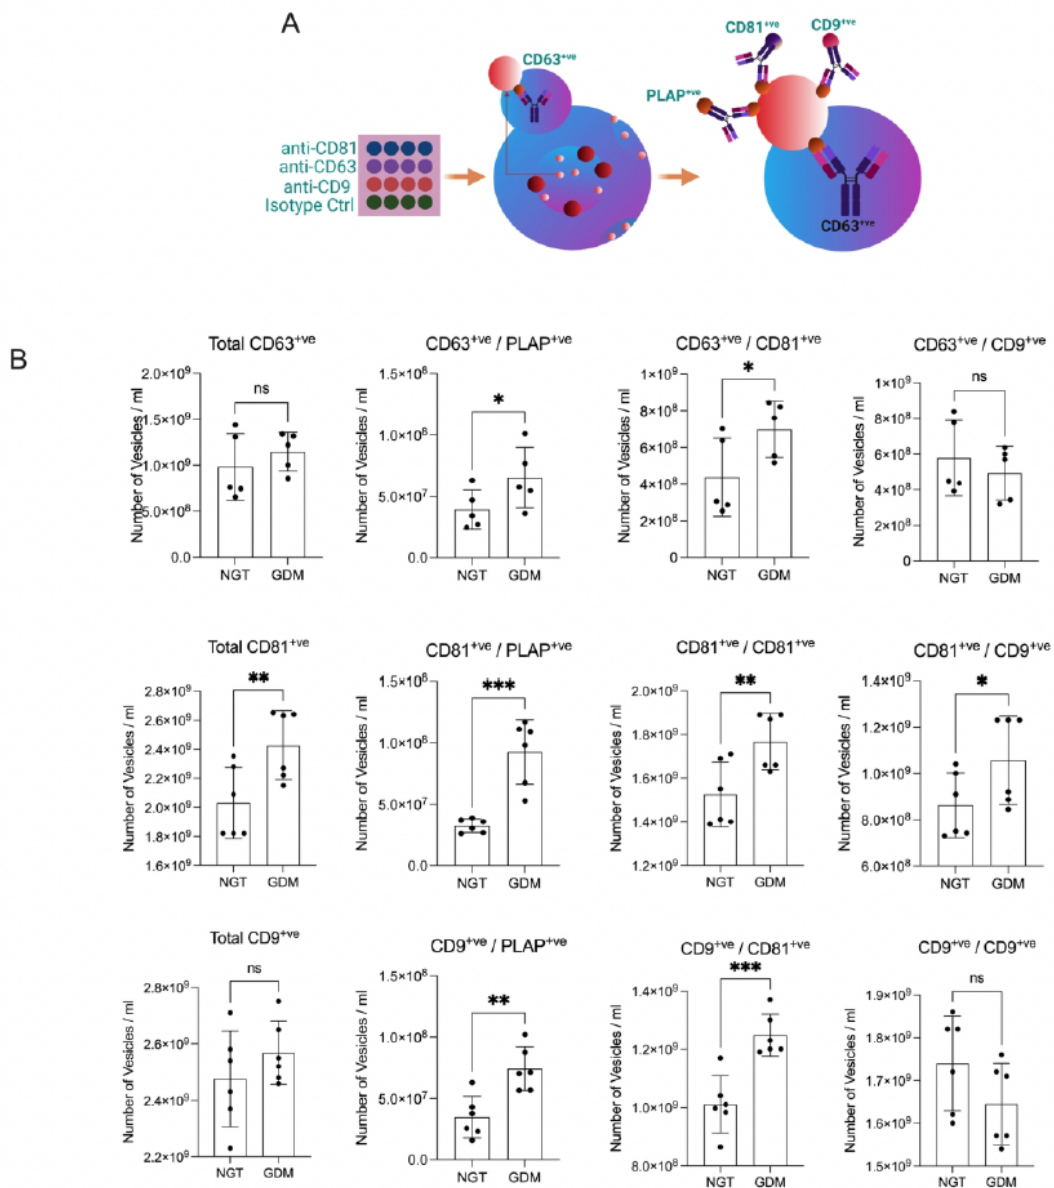 A
CD63+ve
CD81+ve
CD9+ve
PLAP+ve
anti-CD81
anti-CD63
anti-CD9
Isotype Ctrl
CD63+ve
B
Total CD63+ve
Number of Vesicles / ml
2.0×10⁹
1.5×10⁹
1.0×10⁹
5.0×10⁸
0.0
ns
NGT GDM
CD63+ve / PLAP+ve
Number of Vesicles / ml
1.5×10⁸
1.0×10⁸
5.0×10⁷
0.0
*
NGT GDM
CD63+ve / CD81+ve
Number of Vesicles / ml
1×10⁹
8×10⁸
6×10⁸
4×10⁸
2×10⁸
0
*
NGT GDM
CD63+ve / CD9+ve
Number of Vesicles / ml
1×10⁹
8×10⁸
6×10⁸
4×10⁸
2×10⁸
0
ns
NGT GDM
Total CD81+ve
Number of Vesicles / ml
2.8×10⁹
2.6×10⁹
2.4×10⁹
2.2×10⁹
2.0×10⁹
1.8×10⁹
1.6×10⁹
**
NGT GDM
CD81+ve / PLAP+ve
Number of Vesicles / ml
1.5×10⁸
1.0×10⁸
5.0×10⁷
0.0
***
NGT GDM
CD81+ve / CD81+ve
Number of Vesicles / ml
2.0×10⁹
1.8×10⁹
1.6×10⁹
1.4×10⁹
1.2×10⁹
**
NGT GDM
CD81+ve / CD9+ve
Number of Vesicles / ml
1.4×10⁹
1.2×10⁹
1.0×10⁹
8.0×10⁸
6.0×10⁸
*
NGT GDM
Total CD9+ve
Number of Vesicles / ml
2.8×10⁹
2.6×10⁹
2.4×10⁹
2.2×10⁹
ns
NGT GDM
CD9+ve / PLAP+ve
Number of Vesicles / ml
1.5×10⁸
1.0×10⁸
5.0×10⁷
0.0
**
NGT GDM
CD9+ve / CD81+ve
Number of Vesicles / ml
1.4×10⁹
1.2×10⁹
1.0×10⁹
8.0×10⁸
***
NGT GDM
CD9+ve / CD9+ve
Number of Vesicles / ml
1.9×10⁹
1.8×10⁹
1.7×10⁹
1.6×10⁹
1.5×10⁹
ns
NGT GDM